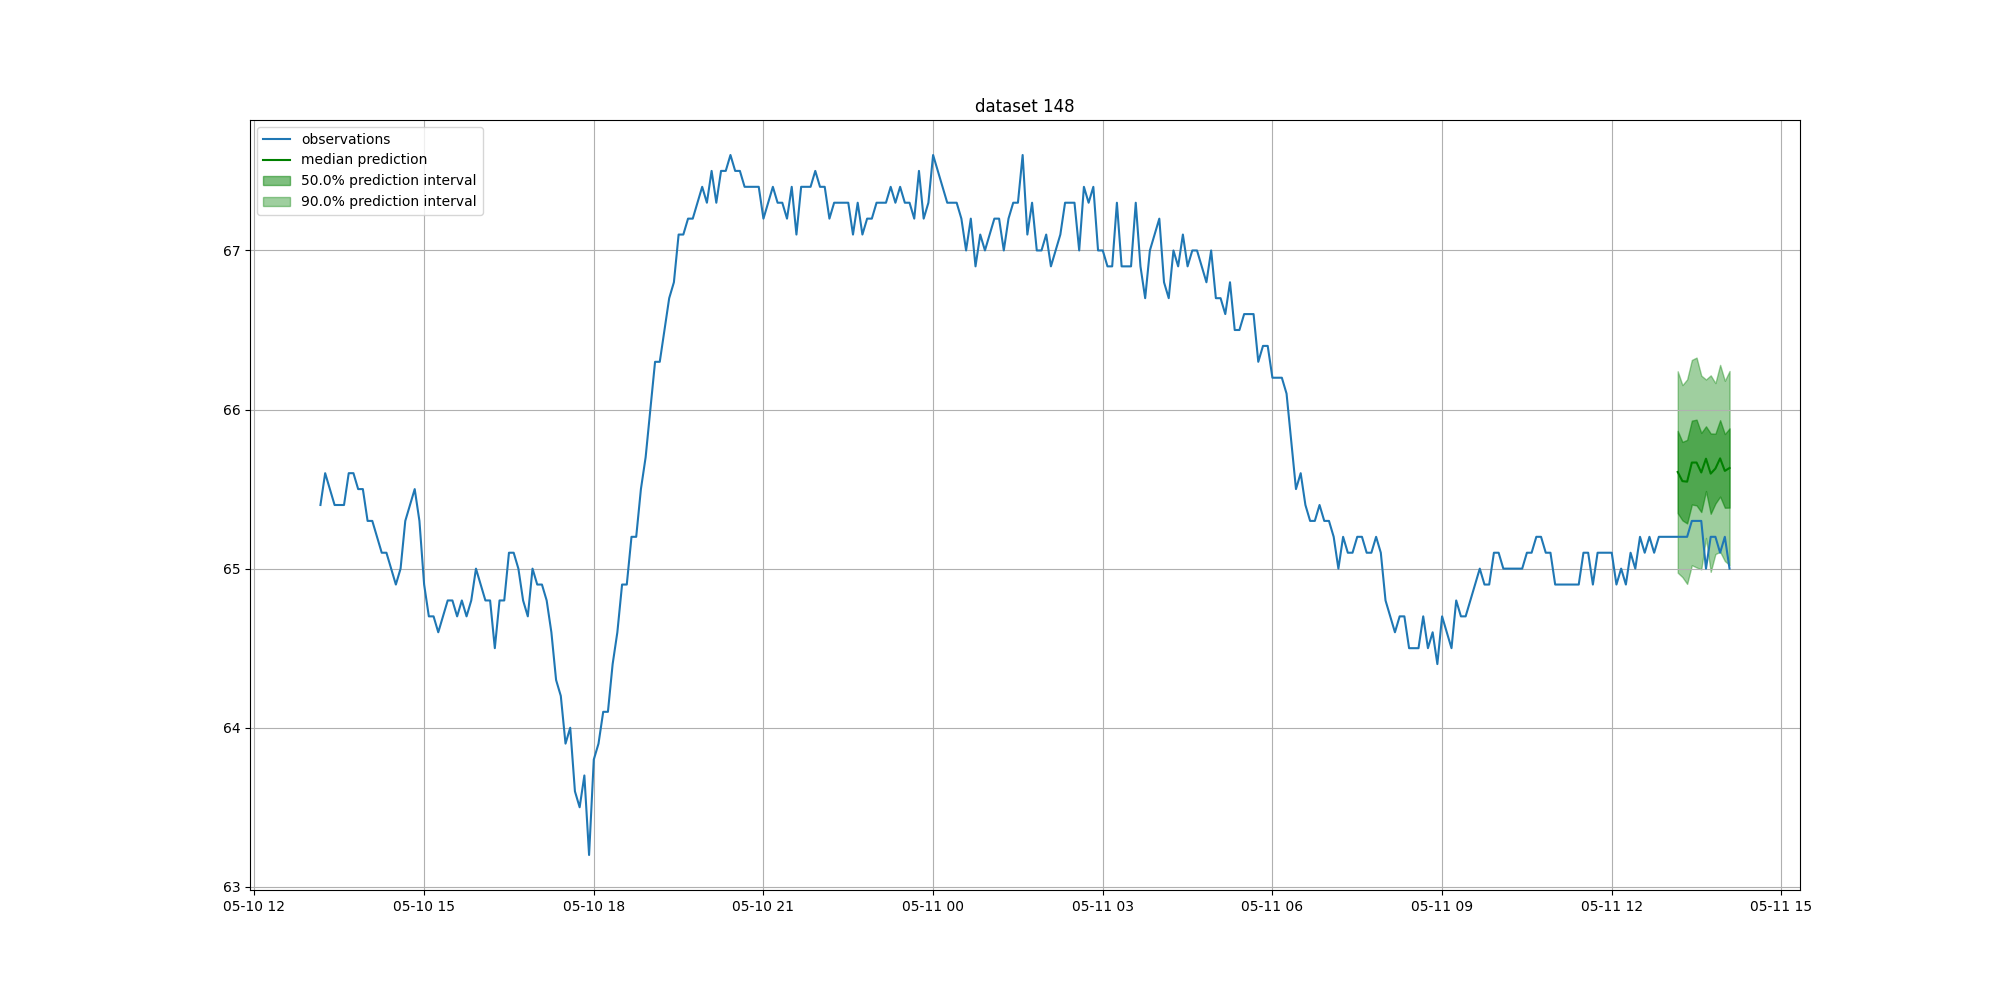 dataset 148
observations
median prediction
50.0% prediction interval
90.0% prediction interval
67
66
65
64
63
05-10 12 05-10 15 05-10 18 05-10 21 05-11 00 05-11 03 05-11 06 05-11 09 05-11 12 05-11 15